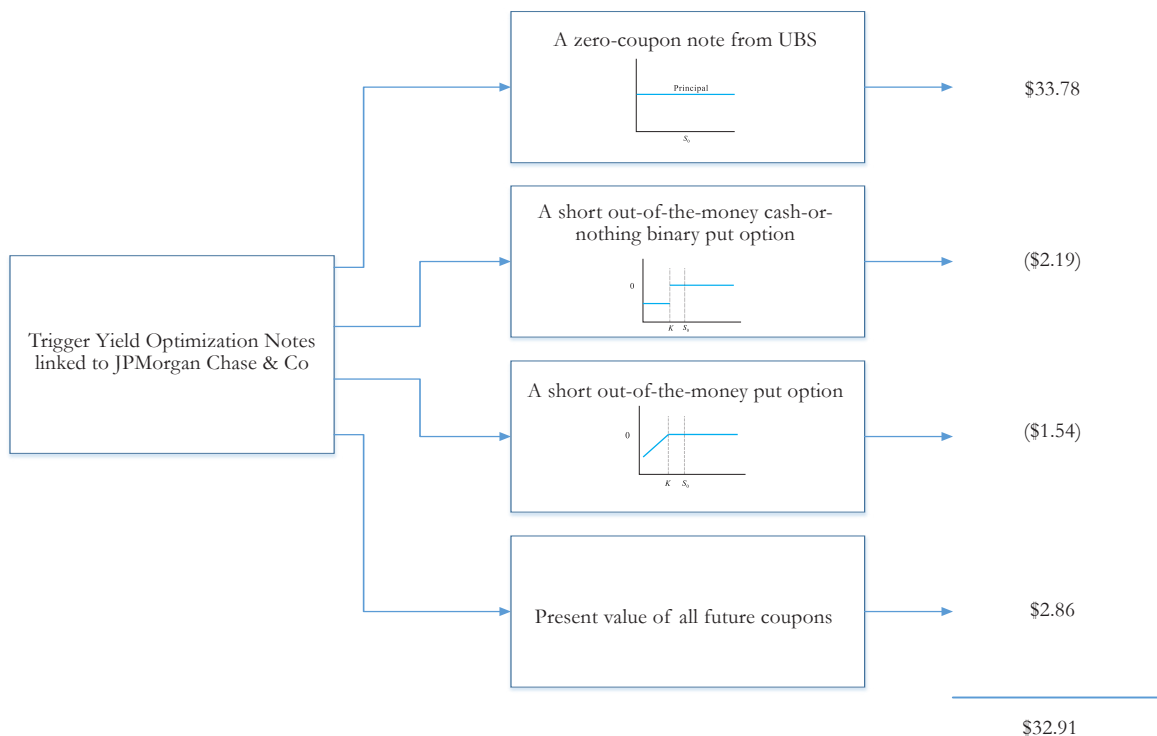 A zero-coupon note from UBS
Principal
S₀
$33.78
A short out-of-the-money cash-or-
nothing binary put option
0
K S₀
($2.19)
Trigger Yield Optimization Notes
linked to JPMorgan Chase & Co
A short out-of-the-money put option
0
K S₀
($1.54)
Present value of all future coupons
$2.86
$32.91